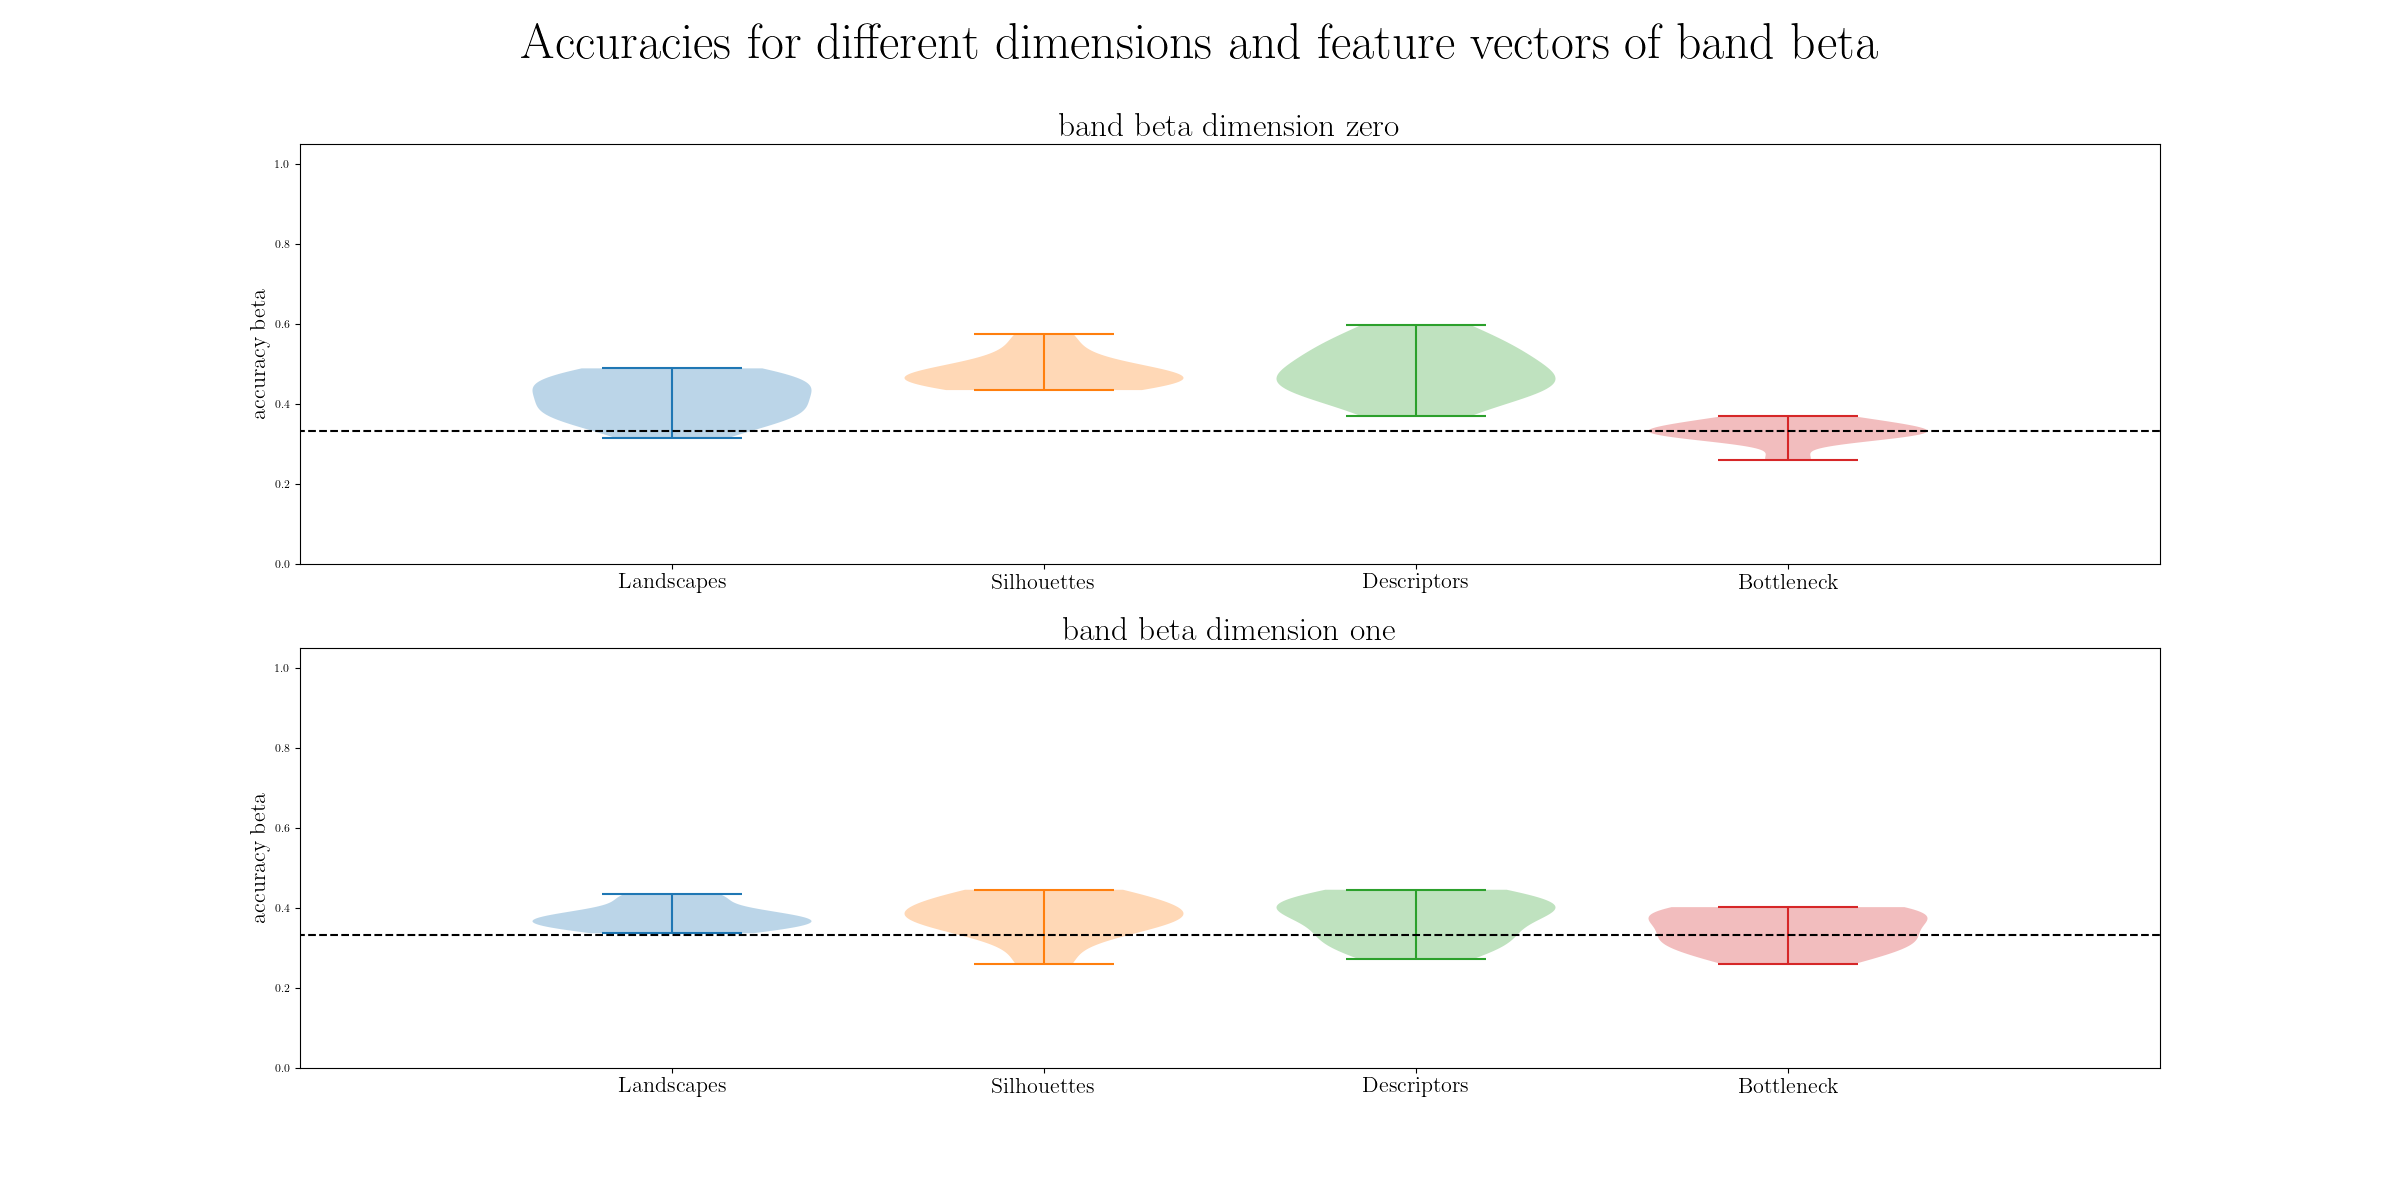 Accuracies for different dimensions and feature vectors of band beta
band beta dimension zero
1.0
0.8
0.6
0.4
0.2
0.0
accuracy beta
Landscapes Silhouettes Descriptors Bottleneck
band beta dimension one
1.0
0.8
0.6
0.4
0.2
0.0
accuracy beta
Landscapes Silhouettes Descriptors Bottleneck